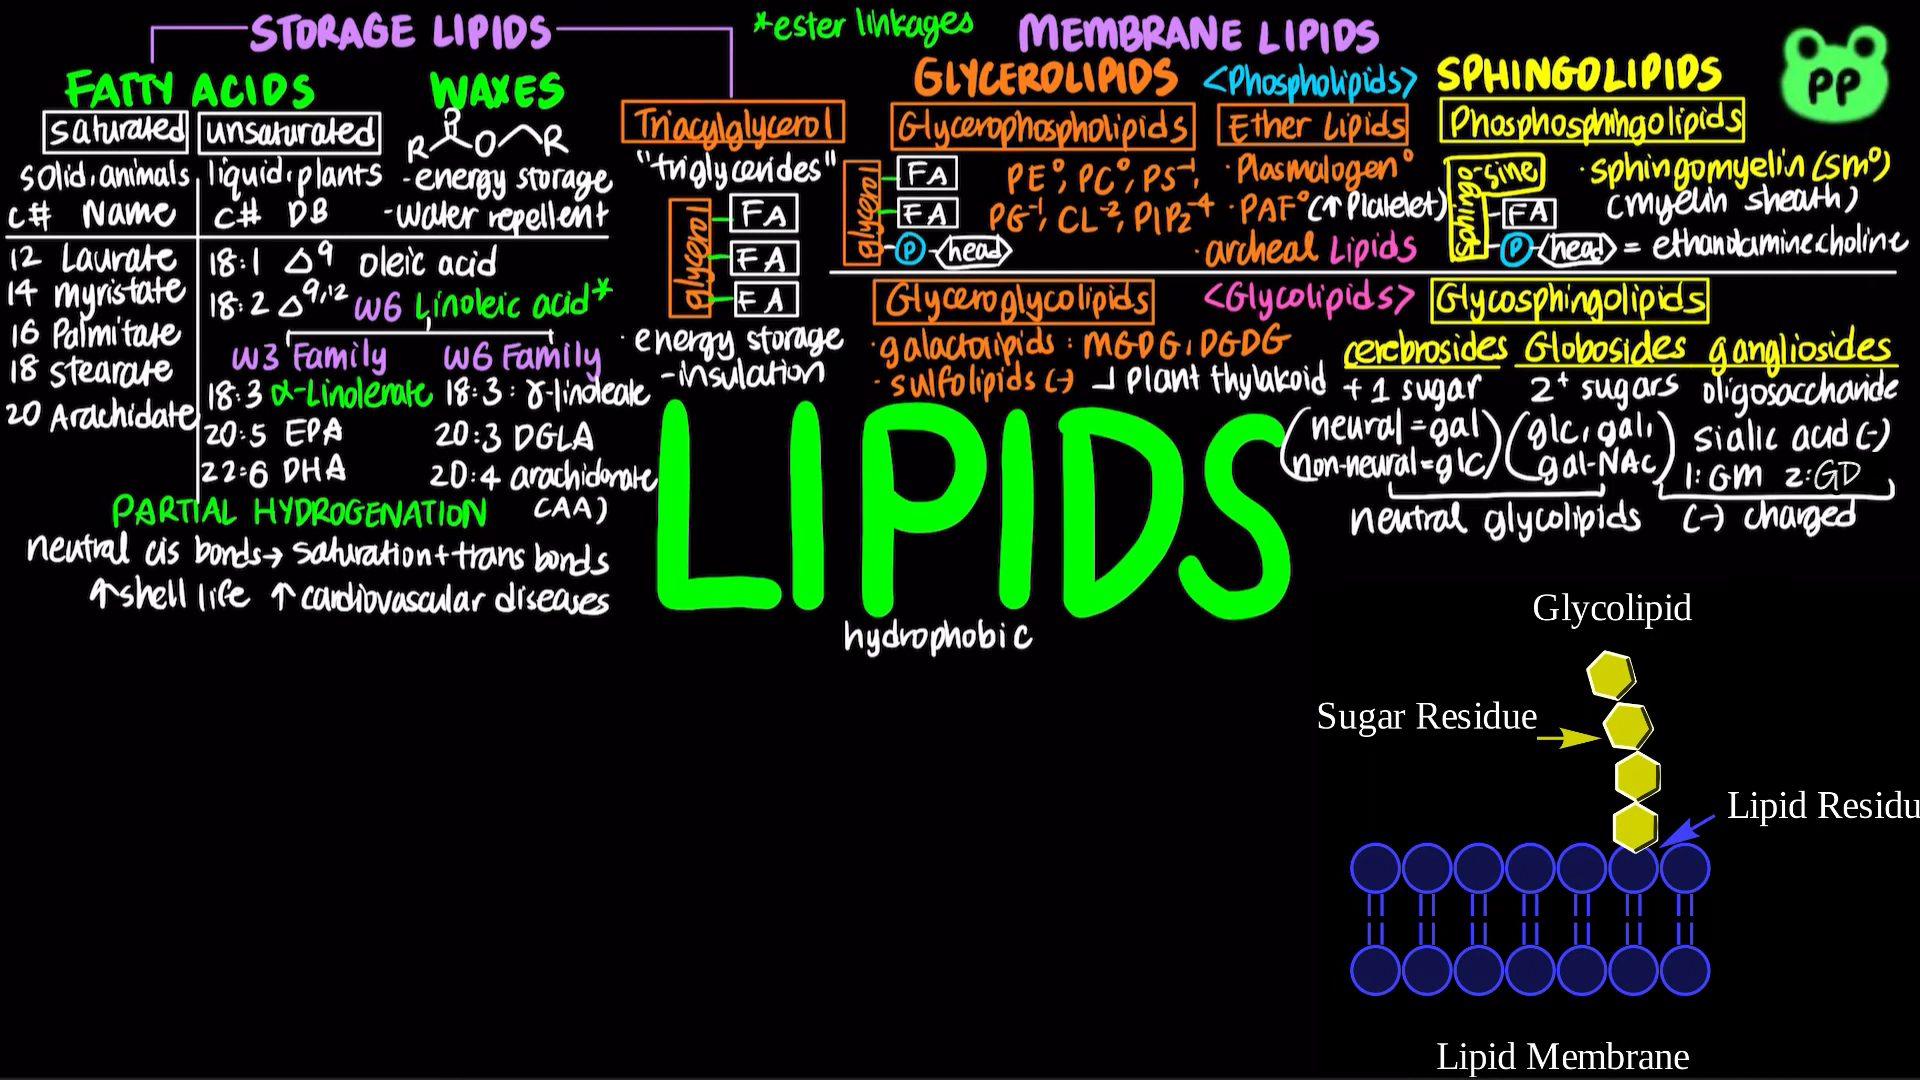 STORAGE LIPIDS
FATTY ACIDS
WAXES
saturated
unsaturated
R O O R
solid, animals
liquid, plants
-energy storage
-water repellent
c# Name
c# DB
12 Laurate
14 myristate
16 Palmitate
18 stearate
20 Arachidate
18:1 Δ9 oleic acid
18:2 Δ9,12 w6 Linoleic acid*
w3 Family
w6 Family
18:3 α-Linolerate
20:5 EPA
22:6 DHA
18:3: γ-linoleate
20:3 DGLA
20:4 arachidonate
CAA)
PARTIAL HYDROGENATION
neutral cis bonds→ saturation+trans bonds
↑shell life ↑ cardiovascular diseases
*ester linkages
Triacylglycerol
"triglycerides"
glycerol
FA
FA
FA
·energy storage
-insulation
MEMBRANE LIPIDS
GLYCEROLIPIDS
<Phospholipids>
SPHINGOLIPIDS
PP
Glycerophospholipids
glycerol
FA
FA
P head
PE⁰, PC⁰, PS⁻¹,
PG⁻¹, CL⁻², PIP₂⁻⁴
Ether Lipids
·Plasmalogen⁰
·PAF⁰(↑Platelet)
·archeal Lipids
Phosphosphingolipids
sphingo
-sine
FA
P head = ethanolamine,choline
·sphingomyelin (SM⁰)
(myelin sheath)
Glyceroglycolipids
<Glycolipids>
·galactolipids: MGDG, DGDG
·sulfolipids (-) ⅃ plant thylakoid
Glycosphingolipids
cerebrosides
+ 1 sugar
(neural=gal
non-neural=glc)
Globosides
2+ sugars
(glc, gal,
gal-NAc)
gangliosides
oligosaccharide
sialic acid (-)
1: GM 2: GD
neutral glycolipids
(-) charged
LIPIDS
hydrophobic
Glycolipid
Sugar Residue
Lipid Residu
Lipid Membrane